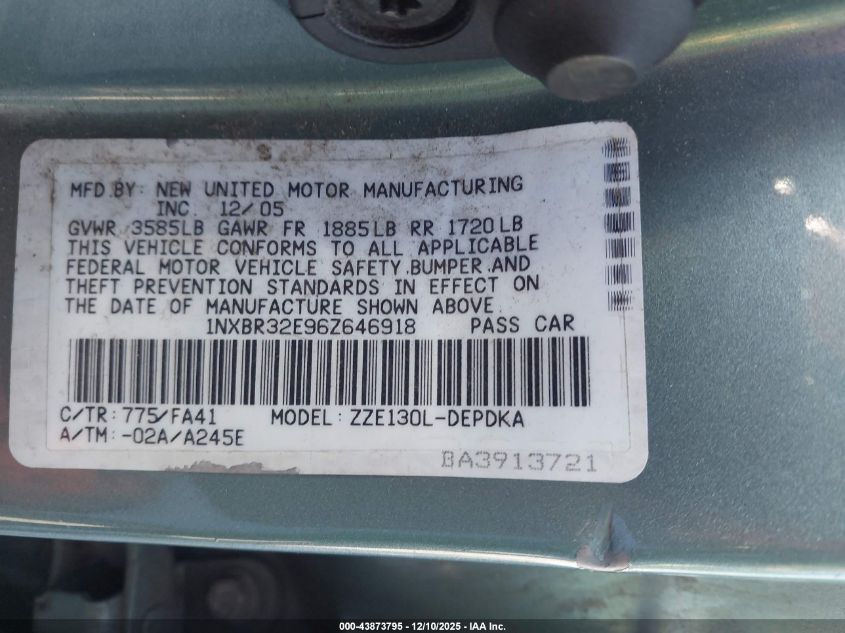 MFD.BY: NEW UNITED MOTOR MANUFACTURING
INC. 12/05
GVWR 3585LB GAWR FR 1885LB RR 1720LB
THIS VEHICLE CONFORMS TO ALL APPLICABLE
FEDERAL MOTOR VEHICLE SAFETY,BUMPER,AND
THEFT PREVENTION STANDARDS IN EFFECT ON
THE DATE OF MANUFACTURE SHOWN ABOVE.
1NXBR32E96Z646918 PASS CAR
C/TR: 775/FA41 MODEL: ZZE130L-DEPDKA
A/TM: -02A/A245E
BA3913721
000-43873795 - 12/10/2025 - IAA Inc.